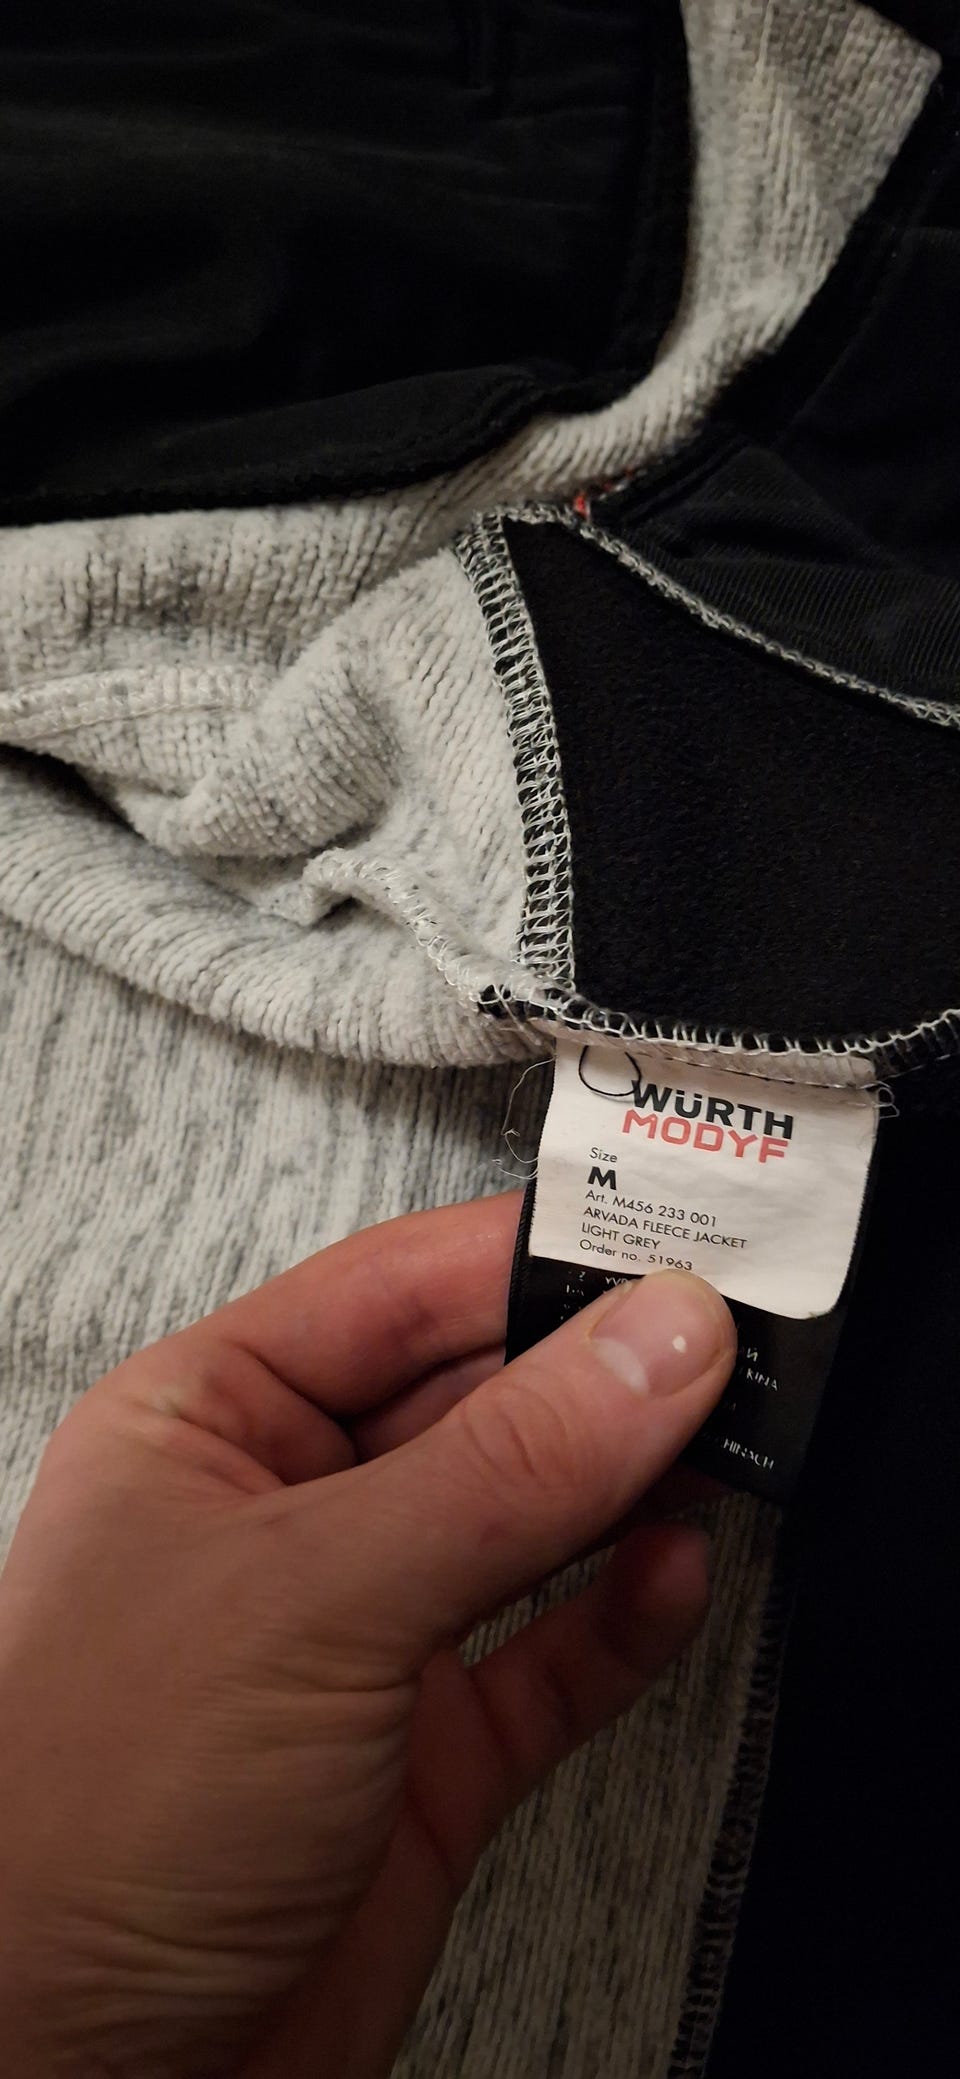 WÜRTH
MODYF
Size
M
Art. M456 233 001
ARVADA FLEECE JACKET
LIGHT GREY
Order no. 51963